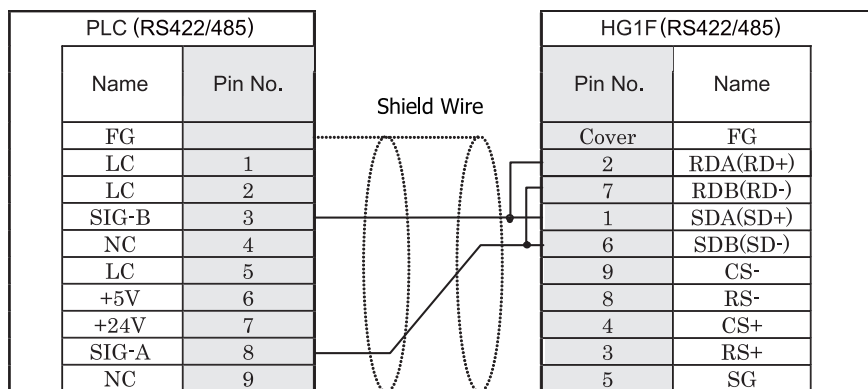 PLC (RS422/485) HG1F (RS422/485)
Name Pin No. Pin No. Name
Shield Wire
FG Cover FG
LC 1 2 RDA(RD+)
LC 2 7 RDB(RD-)
SIG-B 3 1 SDA(SD+)
NC 4 6 SDB(SD-)
LC 5 9 CS-
+5V 6 8 RS-
+24V 7 4 CS+
SIG-A 8 3 RS+
NC 9 5 SG